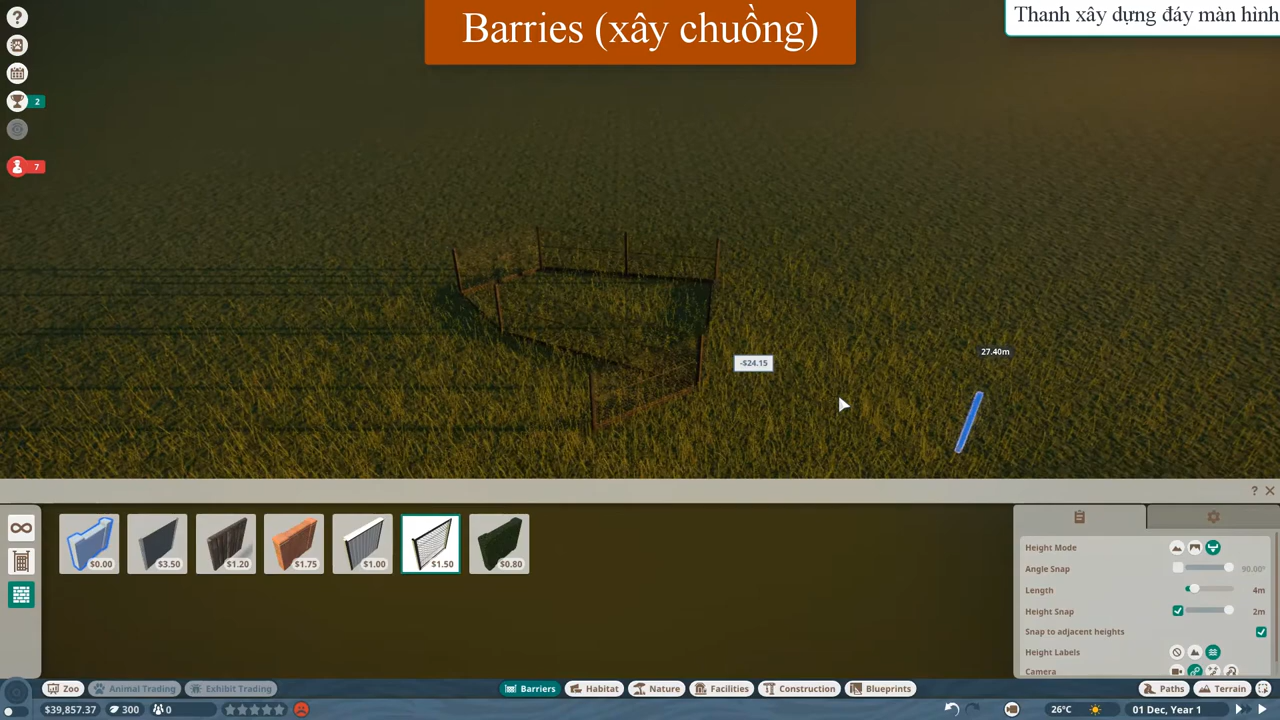 Barries (xây chuồng)
Thanh xây dựng đáy màn hình
2
7
27.40m
-$24.15
$0.00
$3.50
$1.20
$1.75
$1.00
$1.50
$0.80
Height Mode
Angle Snap 90.00°
Length 4m
Height Snap 2m
Snap to adjacent heights
Height Labels
Camera
Zoo
Animal Trading
Exhibit Trading
Barriers
Habitat
Nature
Facilities
Construction
Blueprints
Paths
Terrain
$39,857.37
300
0
26°C
01 Dec, Year 1